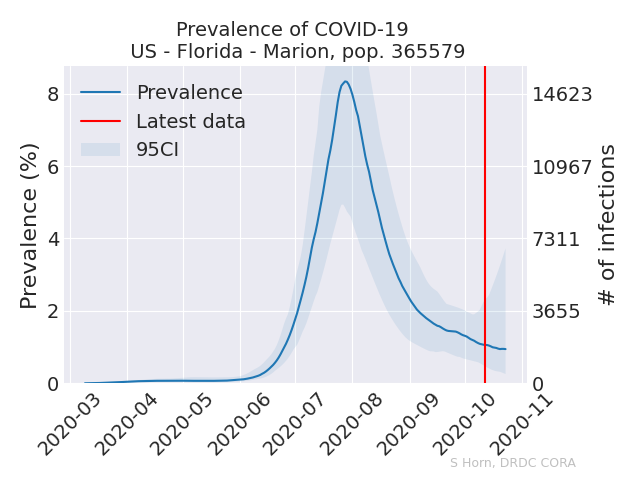 Prevalence of COVID-19
US - Florida - Marion, pop. 365579
Prevalence
Latest data
95CI
Prevalence (%)
8
6
4
2
0
14623
10967
7311
3655
0
# of infections
2020-03
2020-04
2020-05
2020-06
2020-07
2020-08
2020-09
2020-10
2020-11
S Horn, DRDC CORA